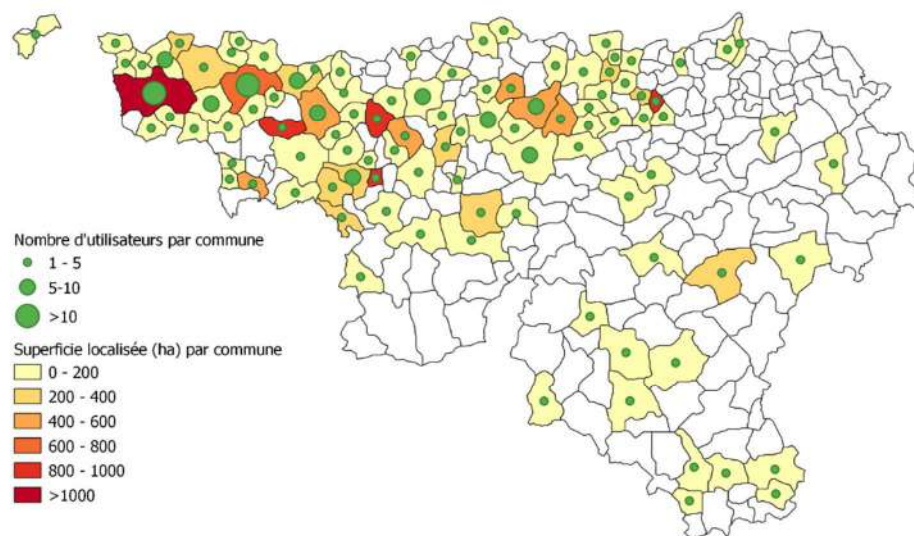 Nombre d'utilisateurs par commune
1 - 5
5-10
>10
Superficie localisée (ha) par commune
0 - 200
200 - 400
400 - 600
600 - 800
800 - 1000
>1000